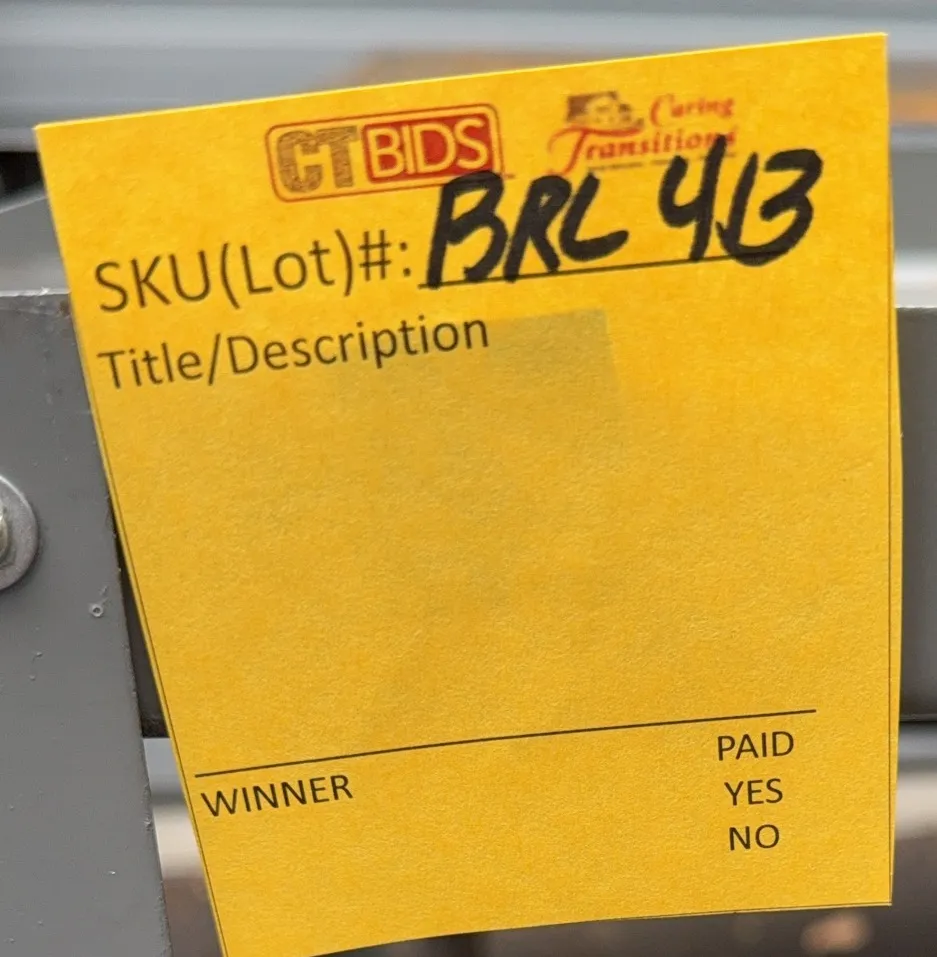 CTBIDS
Caring
Transitions
SKU(Lot)#: BRL 413
Title/Description
WINNER
PAID
YES
NO